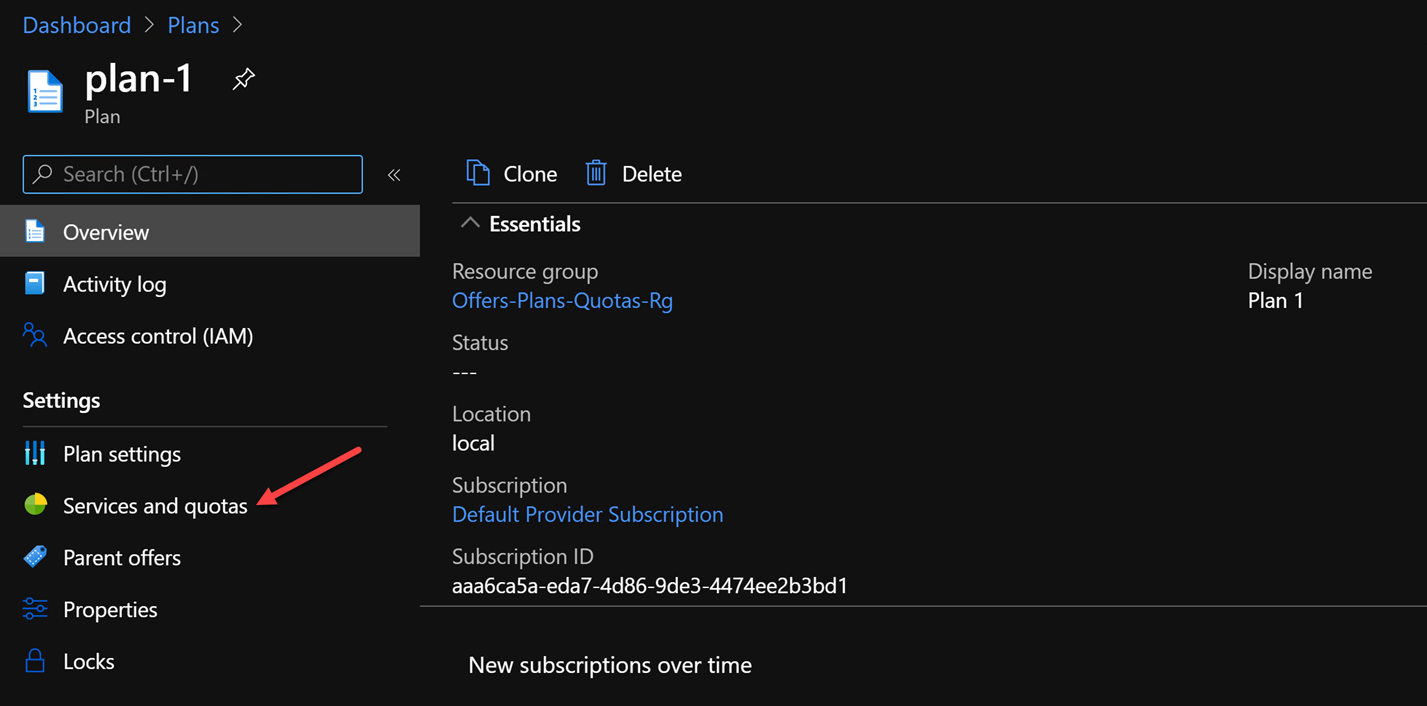 Dashboard > Plans >
plan-1
Plan
Search (Ctrl+/)
«
Overview
Activity log
Access control (IAM)
Settings
Plan settings
Services and quotas
Parent offers
Properties
Locks
Clone
Delete
Essentials
Resource group
Offers-Plans-Quotas-Rg
Display name
Plan 1
Status
---
Location
local
Subscription
Default Provider Subscription
Subscription ID
aaa6ca5a-eda7-4d86-9de3-4474ee2b3bd1
New subscriptions over time